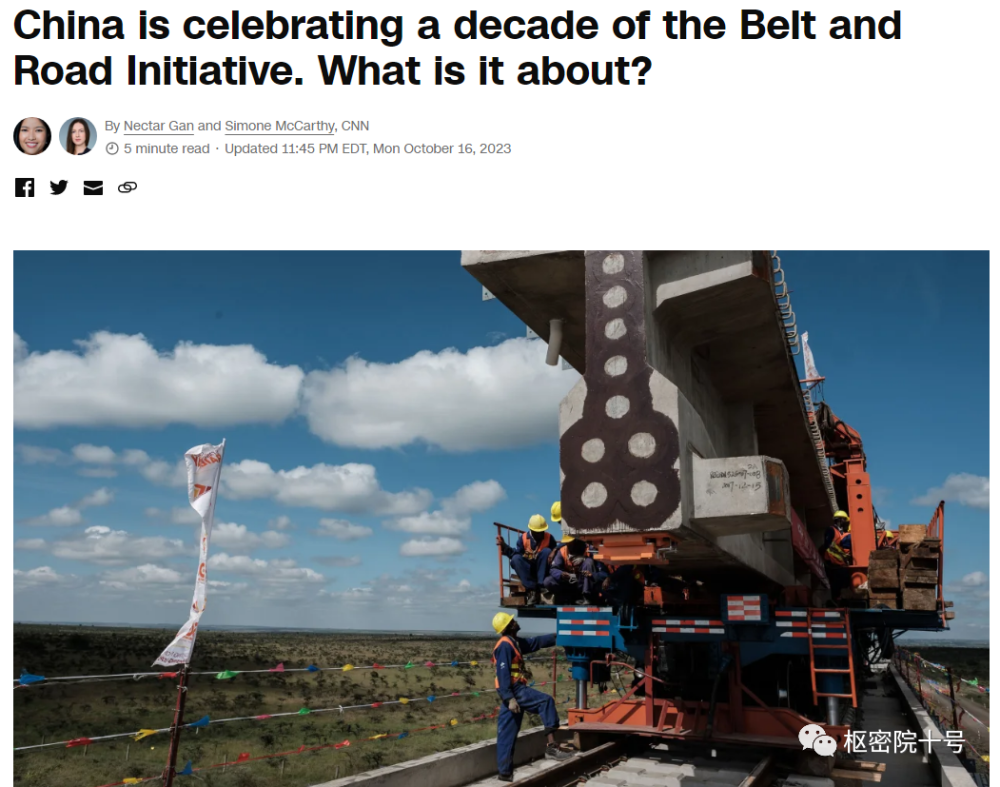 China is celebrating a decade of the Belt and
Road Initiative. What is it about?
By Nectar Gan and Simone McCarthy, CNN
5 minute read · Updated 11:45 PM EDT, Mon October 16, 2023
枢密院十号